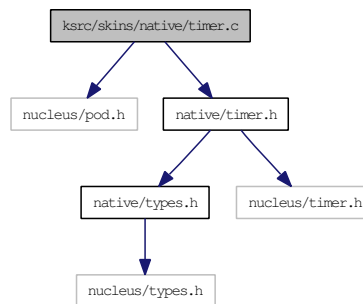 ksrc/skins/native/timer.c
nucleus/pod.h
native/timer.h
native/types.h
nucleus/timer.h
nucleus/types.h